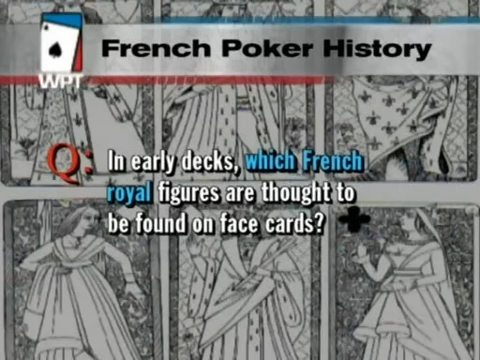 WPT
French Poker History
Q: In early decks, which French
royal figures are thought to
be found on face cards?